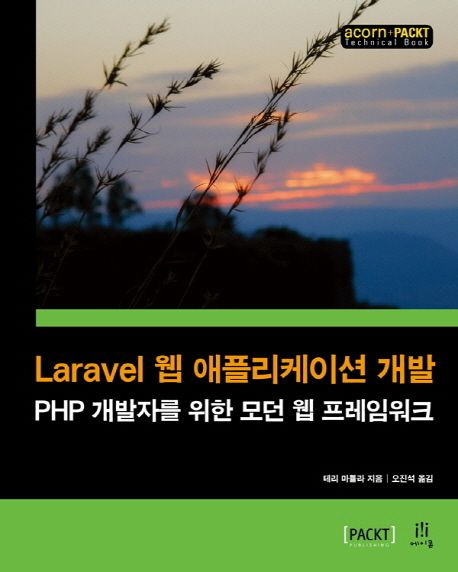 acorn+PACKT
Technical Book
Laravel 웹 애플리케이션 개발
PHP 개발자를 위한 모던 웹 프레임워크
테리 마툴라 지음 | 오진석 옮김
[PACKT]
PUBLISHING
에이콘